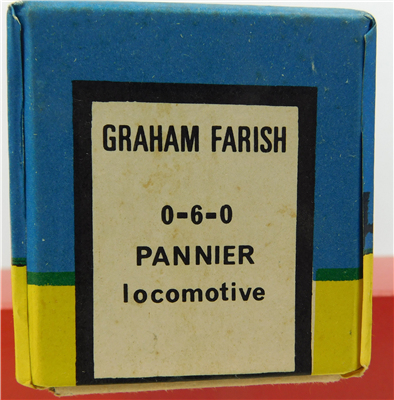 GRAHAM FARISH
0-6-0
PANNIER
locomotive